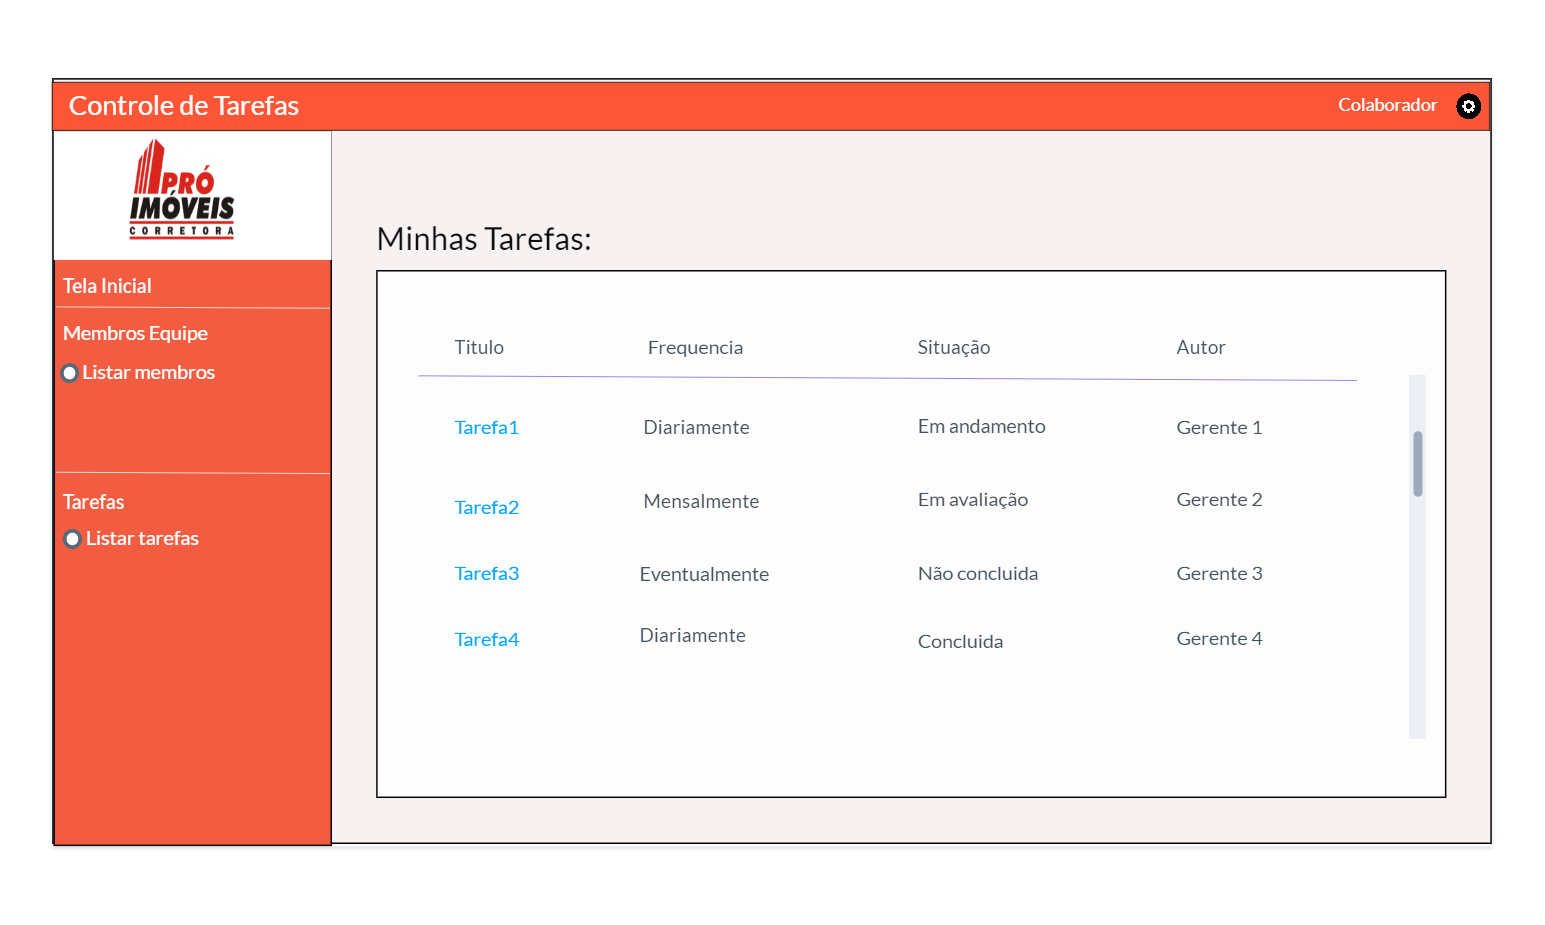 Controle de Tarefas
Colaborador
PRÓ
IMÓVEIS
CORRETORA
Tela Inicial
Membros Equipe
Listar membros
Tarefas
Listar tarefas
Minhas Tarefas:
Titulo Frequencia Situação Autor
Tarefa1 Diariamente Em andamento Gerente 1
Tarefa2 Mensalmente Em avaliação Gerente 2
Tarefa3 Eventualmente Não concluida Gerente 3
Tarefa4 Diariamente Concluida Gerente 4